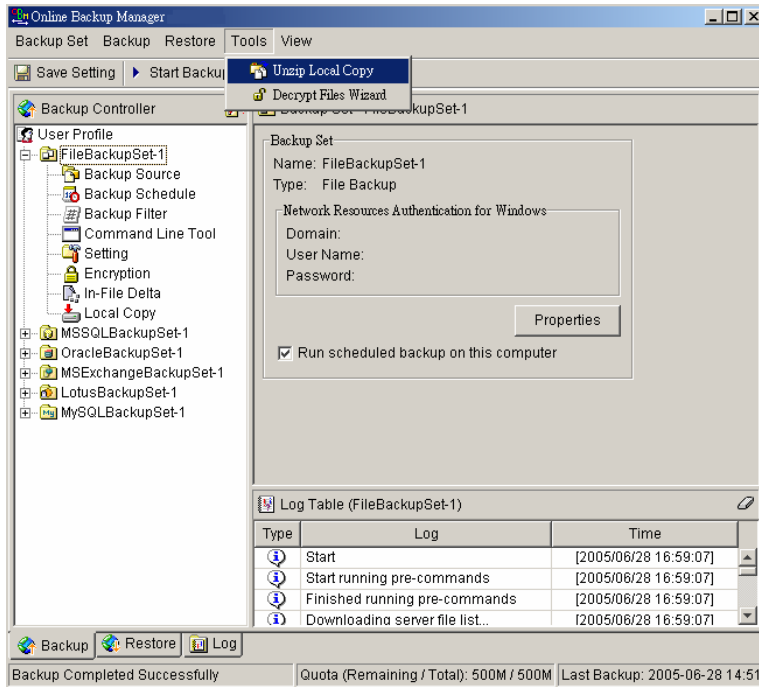 Online Backup Manager
Backup Set Backup Restore Tools View
Save Setting Start Backup
Unzip Local Copy
Decrypt Files Wizard
Backup Controller
FileBackupSet-1
User Profile
FileBackupSet-1
Backup Source
Backup Schedule
Backup Filter
Command Line Tool
Setting
Encryption
In-File Delta
Local Copy
MSSQLBackupSet-1
OracleBackupSet-1
MSExchangeBackupSet-1
LotusBackupSet-1
MySQLBackupSet-1
Backup Set
Name: FileBackupSet-1
Type: File Backup
Network Resources Authentication for Windows
Domain:
User Name:
Password:
Properties
Run scheduled backup on this computer
Log Table (FileBackupSet-1)
Type Log Time
Start [2005/06/28 16:59:07]
Start running pre-commands [2005/06/28 16:59:07]
Finished running pre-commands [2005/06/28 16:59:07]
Downloading server file list... [2005/06/28 16:59:07]
Backup Restore Log
Backup Completed Successfully Quota (Remaining / Total): 500M / 500M Last Backup: 2005-06-28 14:51